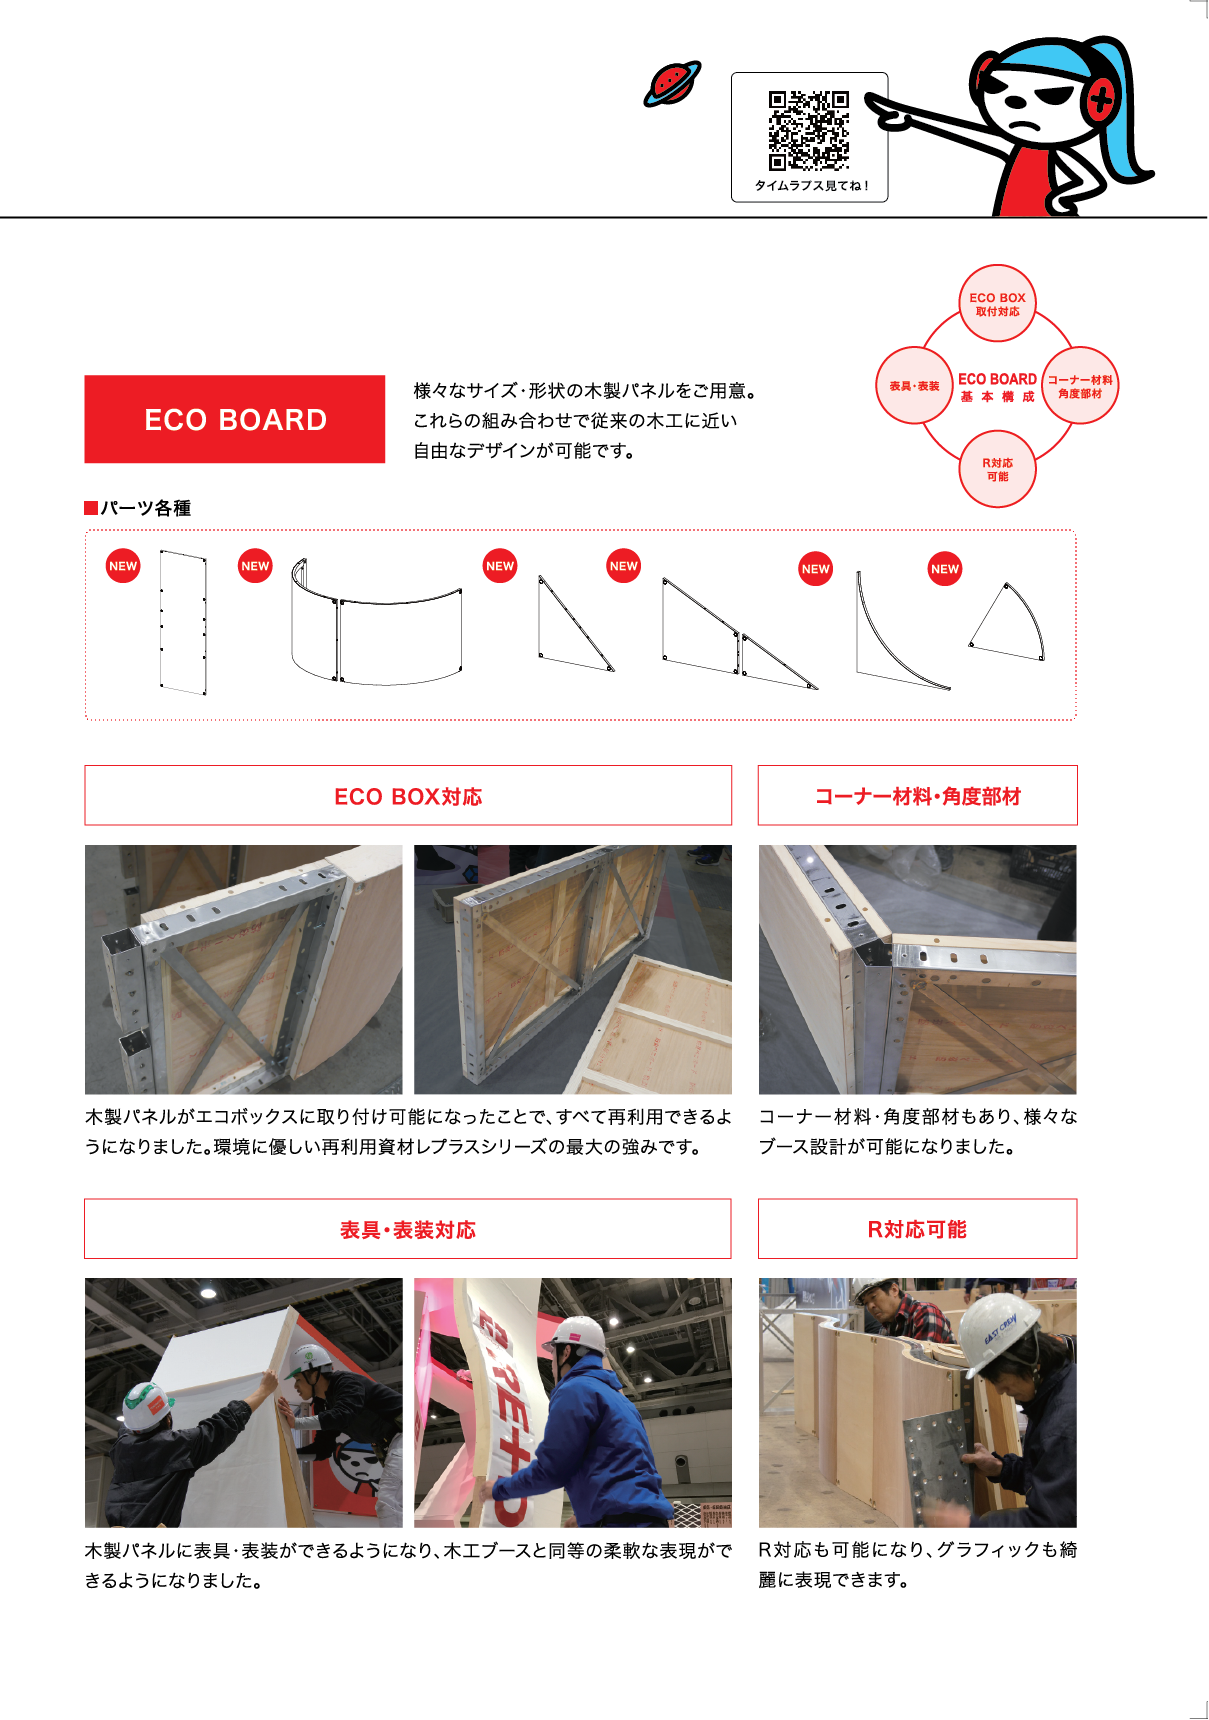 タイムラプス見てね！
ECO BOX
取付対応
表具・表装
ECO BOARD
基本構成
コーナー材料
角度部材
R対応
可能
ECO BOARD
様々なサイズ・形状の木製パネルをご用意。
これらの組み合わせで従来の木工に近い
自由なデザインが可能です。
■パーツ各種
NEW
NEW
NEW
NEW
NEW
NEW
ECO BOX対応
コーナー材料・角度部材
木製パネルがエコボックスに取り付け可能になったことで、すべて再利用できるよ
うになりました。環境に優しい再利用資材レプラスシリーズの最大の強みです。
コーナー材料・角度部材もあり、様々な
ブース設計が可能になりました。
表具・表装対応
R対応可能
EAST CREW
木製パネルに表具・表装ができるようになり、木工ブースと同等の柔軟な表現がで
きるようになりました。
R対応も可能になり、グラフィックも綺
麗に表現できます。